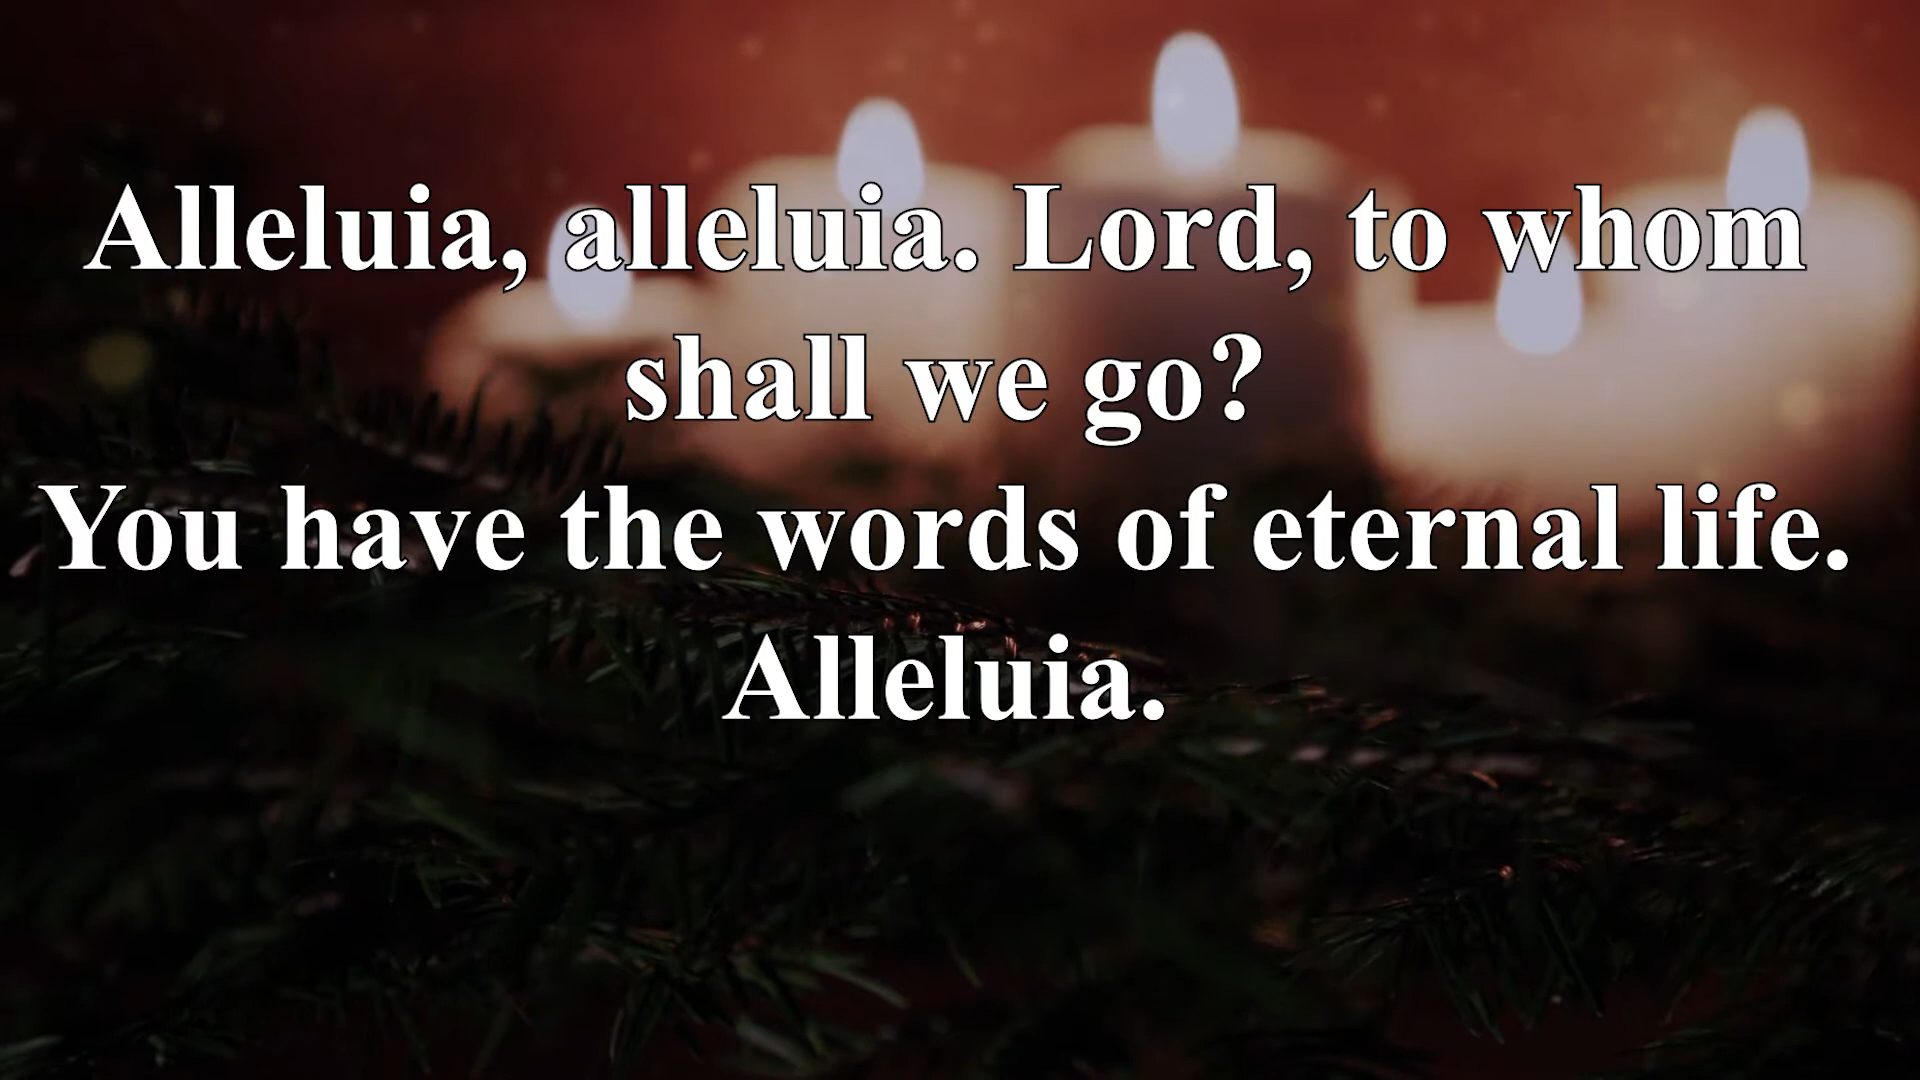 Alleluia, alleluia. Lord, to whom
shall we go?
You have the words of eternal life.
Alleluia.